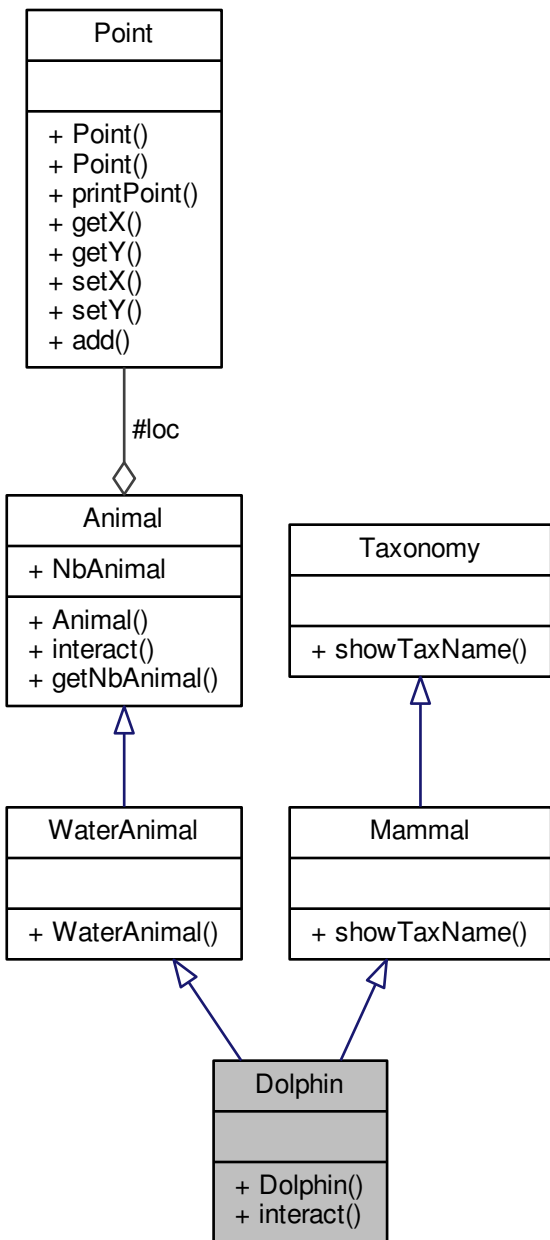 Point
+ Point()
+ Point()
+ printPoint()
+ getX()
+ getY()
+ setX()
+ setY()
+ add()
#loc
Animal
+ NbAnimal
+ Animal()
+ interact()
+ getNbAnimal()
Taxonomy
+ showTaxName()
WaterAnimal
+ WaterAnimal()
Mammal
+ showTaxName()
Dolphin
+ Dolphin()
+ interact()